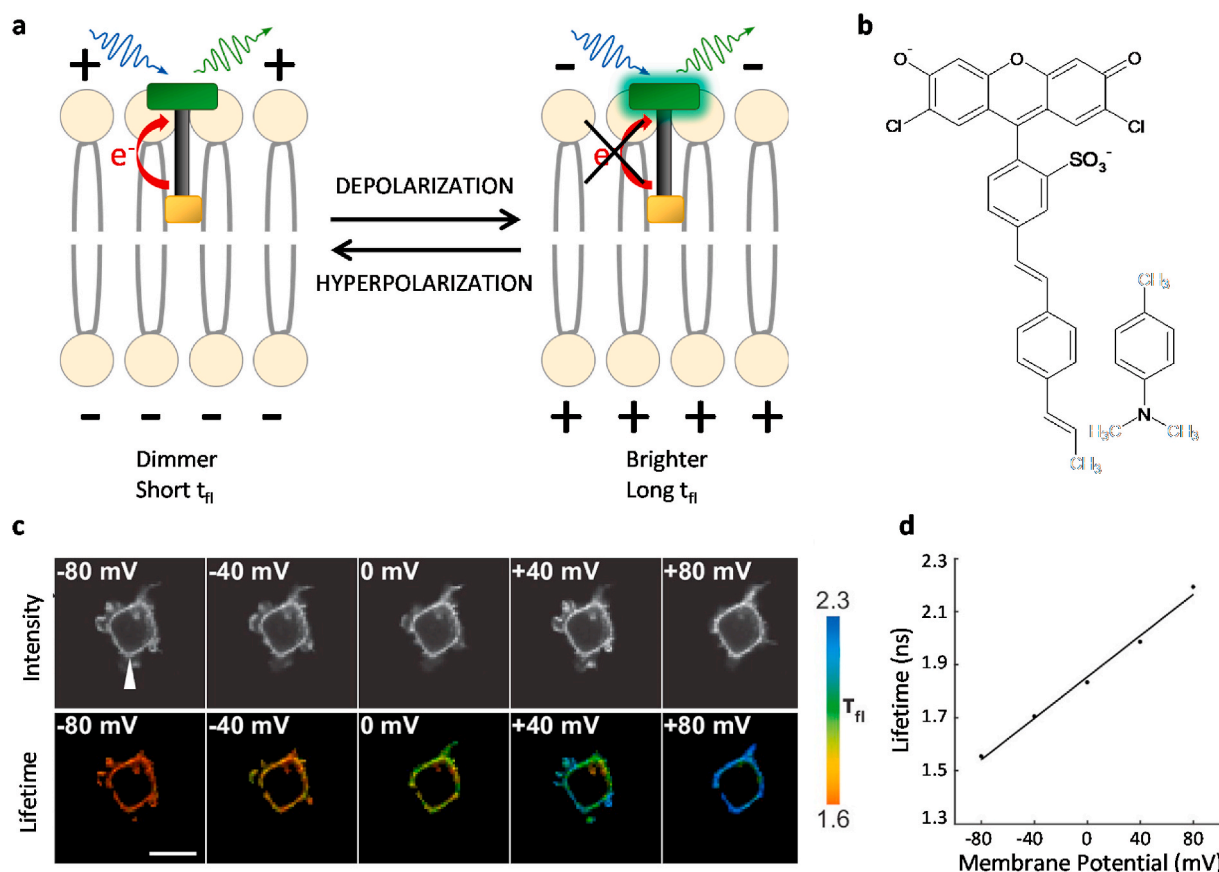 a
+ + - -
e⁻ e
DEPOLARIZATION
HYPERPOLARIZATION
- - - - + + + +
Dimmer
Short t_fl
Brighter
Long t_fl
b
O⁻ O O
Cl Cl
SO₃⁻
CH₃
N
H₃C CH₃
CH₃
c
Intensity
-80 mV -40 mV 0 mV +40 mV +80 mV
Lifetime
-80 mV -40 mV 0 mV +40 mV +80 mV
2.3
τ_fl
1.6
d
Lifetime (ns)
2.3
2.1
1.9
1.7
1.5
1.3
-80 -40 0 40 80
Membrane Potential (mV)